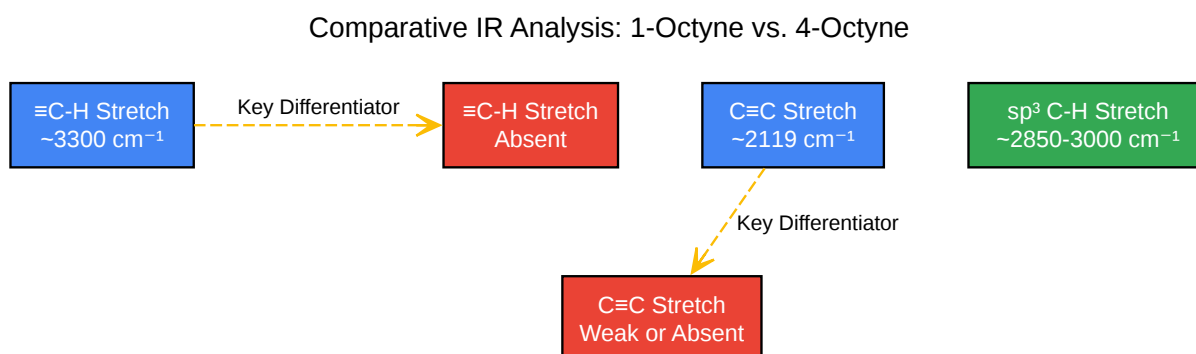 Comparative IR Analysis: 1-Octyne vs. 4-Octyne
≡C-H Stretch
~3300 cm⁻¹
Key Differentiator
≡C-H Stretch
Absent
C≡C Stretch
~2119 cm⁻¹
sp³ C-H Stretch
~2850-3000 cm⁻¹
Key Differentiator
C≡C Stretch
Weak or Absent